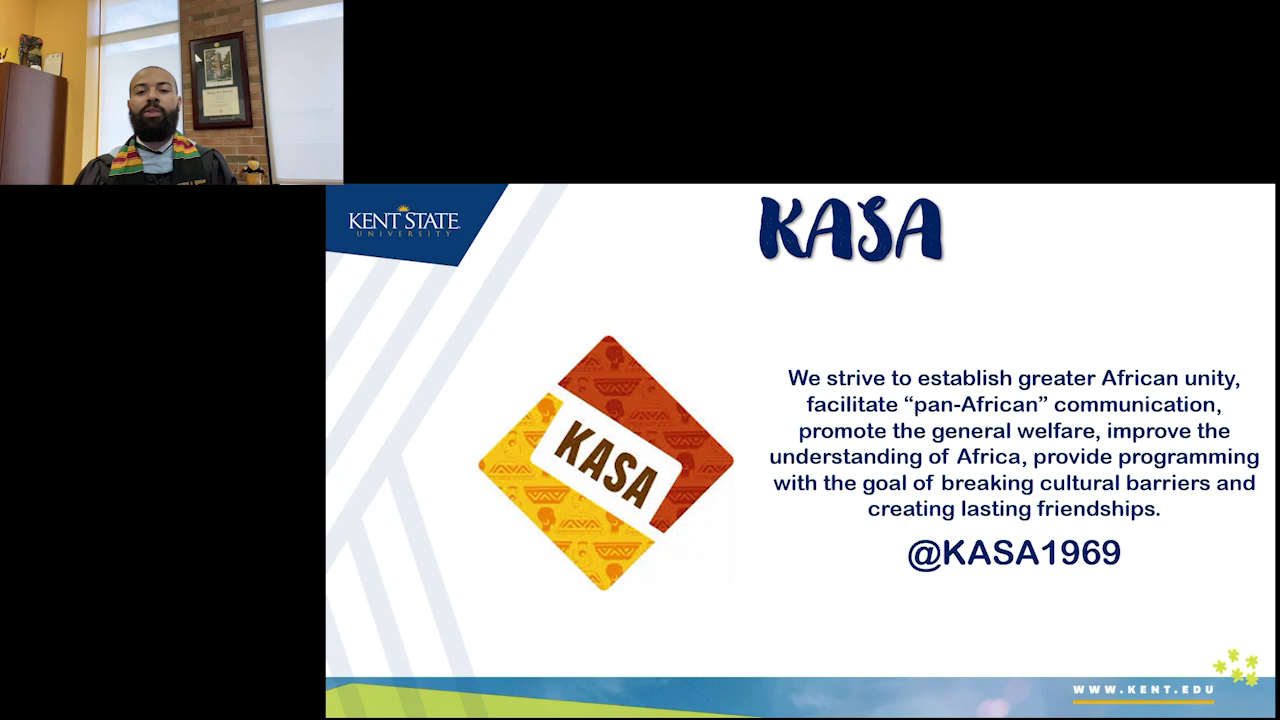 KENT STATE
UNIVERSITY
KASA
KASA
We strive to establish greater African unity,
facilitate “pan-African” communication,
promote the general welfare, improve the
understanding of Africa, provide programming
with the goal of breaking cultural barriers and
creating lasting friendships.
@KASA1969
WWW.KENT.EDU